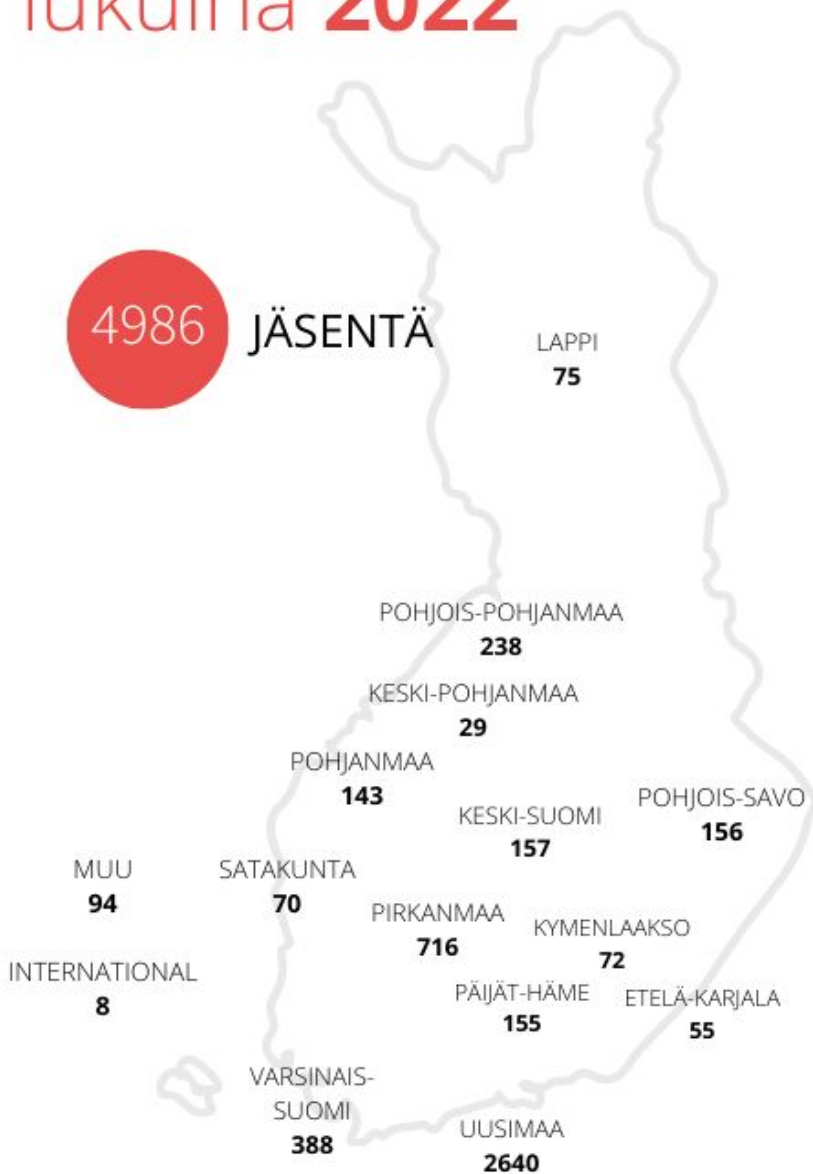 lukuina 2022
4986 JÄSENTÄ
LAPPI
75
POHJOIS-POHJANMAA
238
KESKI-POHJANMAA
29
POHJANMAA
143
KESKI-SUOMI
157
POHJOIS-SAVO
156
MUU
94
SATAKUNTA
70
PIRKANMAA
716
KYMENLAAKSO
72
INTERNATIONAL
8
PÄIJÄT-HÄME
155
ETELÄ-KARJALA
55
VARSINAIS-
SUOMI
388
UUSIMAA
2640